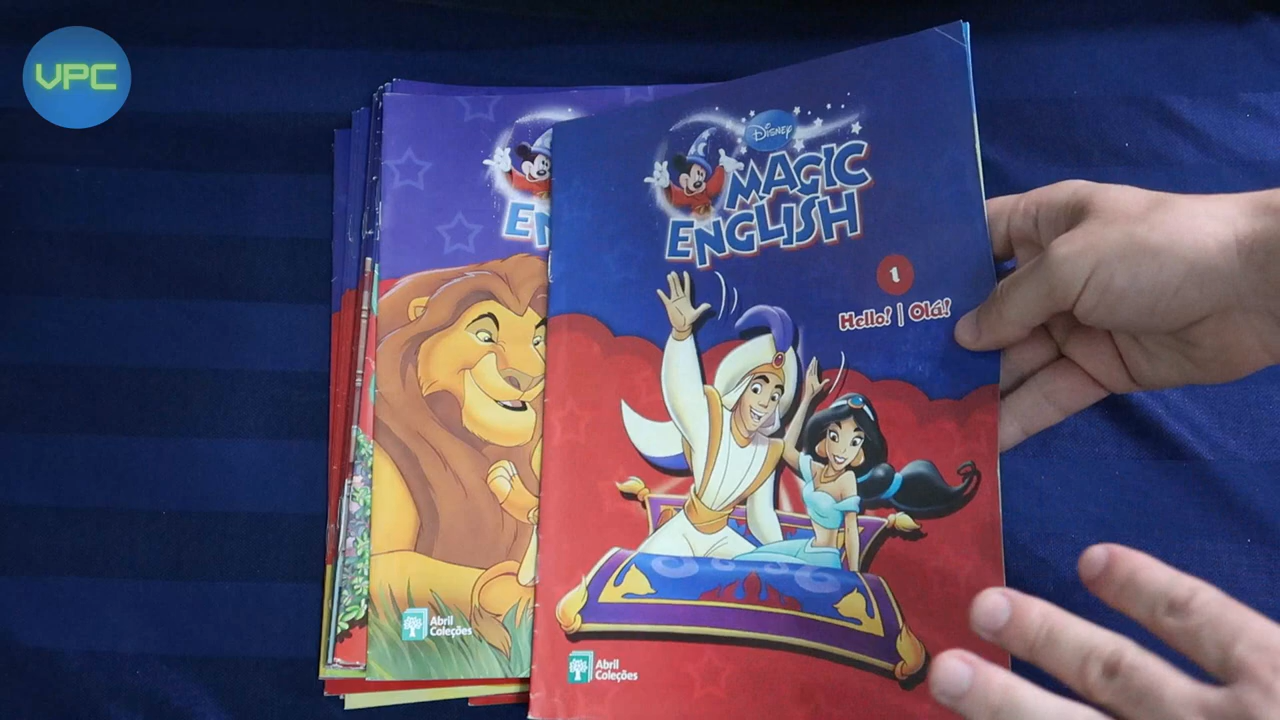 VPC
EN
Abril
Coleções
Disney
MAGIC
ENGLISH
1
Hello! | Olá!
Abril
Coleções